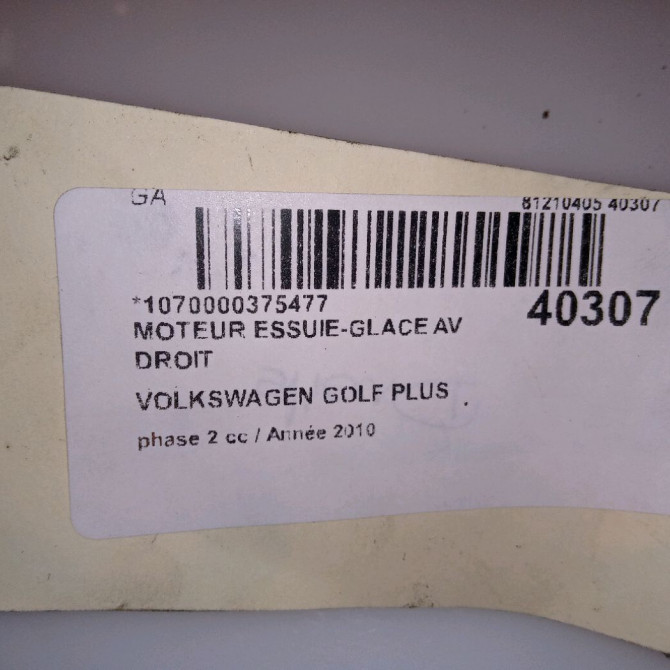 GA
81210405 40307
*1070000375477
40307
MOTEUR ESSUIE-GLACE AV
DROIT
VOLKSWAGEN GOLF PLUS .
phase 2 cc / Année 2010